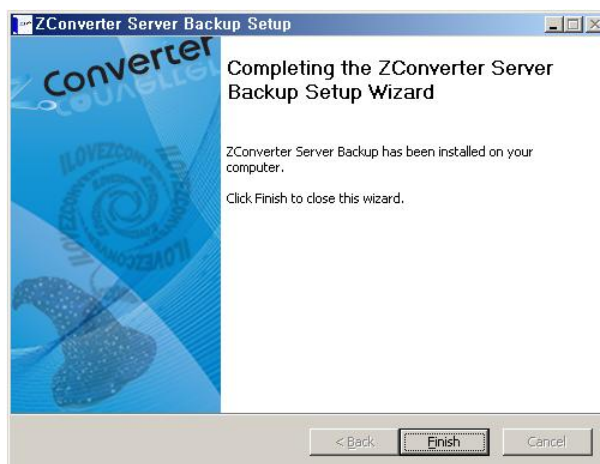 ZConverter Server Backup Setup
Converter
Completing the ZConverter Server
Backup Setup Wizard
ZConverter Server Backup has been installed on your
computer.
Click Finish to close this wizard.
< Back
Finish
Cancel